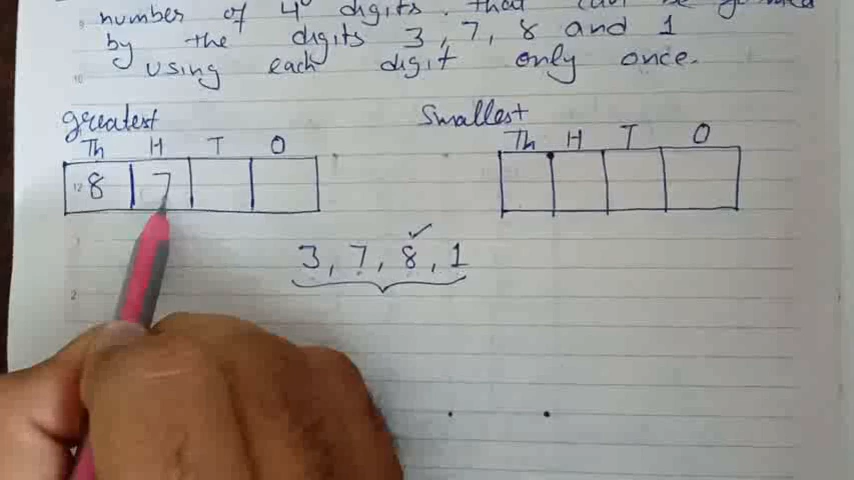 number of 4 digits that can be formed
by the digits 3, 7, 8 and 1
using each digit only once.
greatest Smallest
Th H T O Th H T O
8 7
3, 7, 8, 1